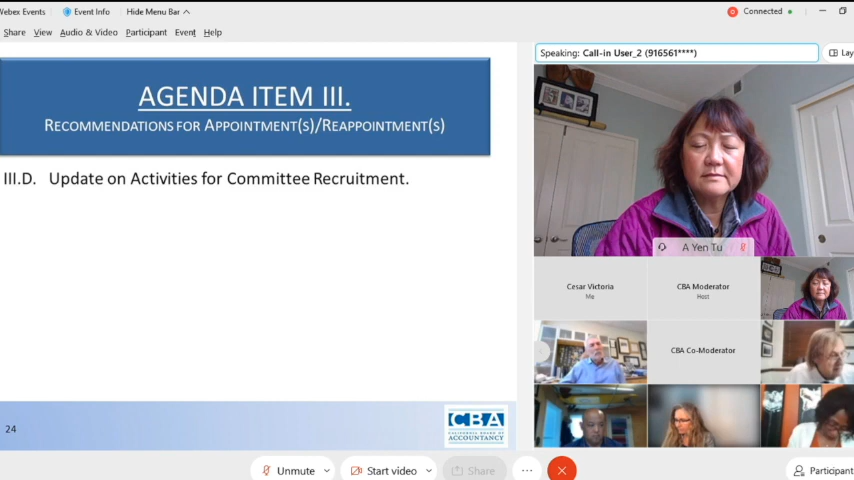 Webex Events
Event Info
Hide Menu Bar
Connected
Share View Audio & Video Participant Event Help
Speaking: Call-in User_2 (916561****)
Lay
AGENDA ITEM III.
RECOMMENDATIONS FOR APPOINTMENT(S)/REAPPOINTMENT(S)
III.D. Update on Activities for Committee Recruitment.
A Yen Tu
Cesar Victoria
Me
CBA Moderator
Host
CBA Co-Moderator
24
CBA
CALIFORNIA BOARD OF
ACCOUNTANCY
Unmute
Start video
Share
Participant